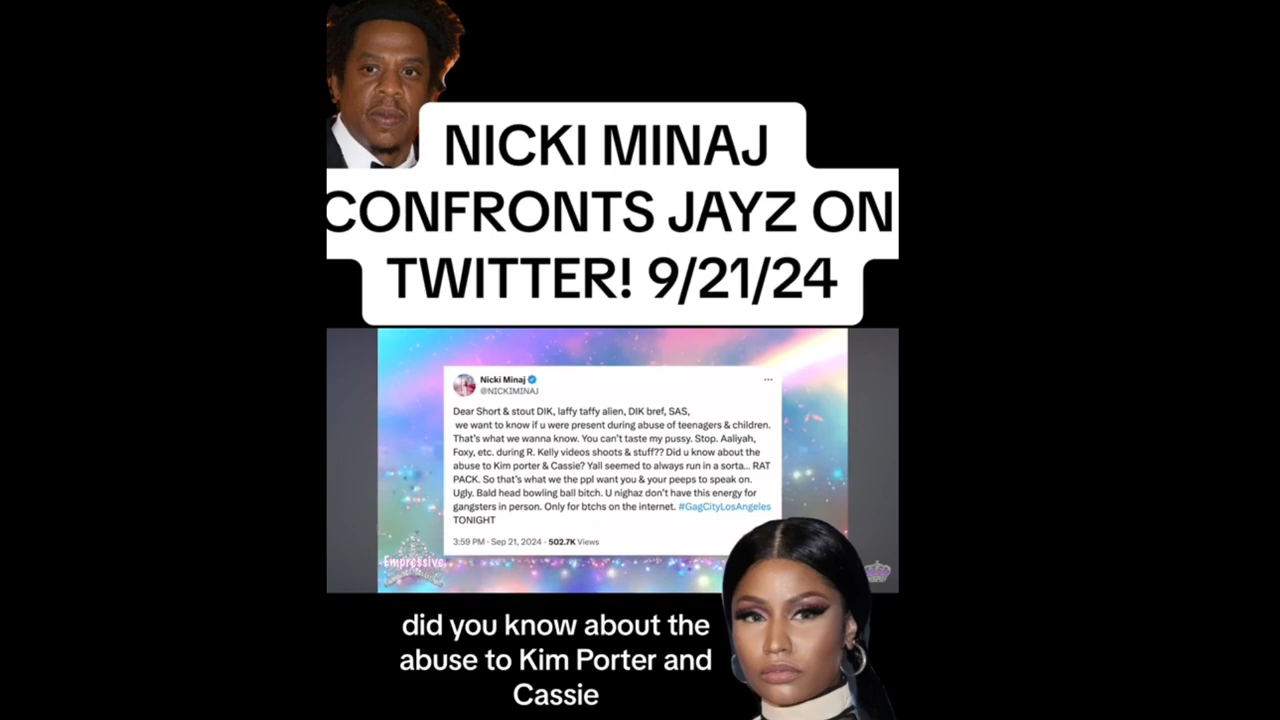 NICKI MINAJ
CONFRONTS JAYZ ON
TWITTER! 9/21/24
Nicki Minaj
@NICKIMINAJ
Dear Short & stout DIK, laffy taffy alien, DIK bref, SAS,
we want to know if u were present during abuse of teenagers & children.
That's what we wanna know. You can't taste my pussy. Stop. Aaliyah,
Foxy, etc. during R. Kelly videos shoots & stuff?? Did u know about the
abuse to Kim porter & Cassie? Yall seemed to always run in a sorta... RAT
PACK. So that's what we the ppl want you & your peeps to speak on.
Ugly. Bald head bowling ball bitch. U nighaz don't have this energy for
gangsters in person. Only for btchs on the internet. #GagCityLosAngeles
TONIGHT
3:59 PM · Sep 21, 2024 · 502.7K Views
Empressive
did you know about the
abuse to Kim Porter and
Cassie